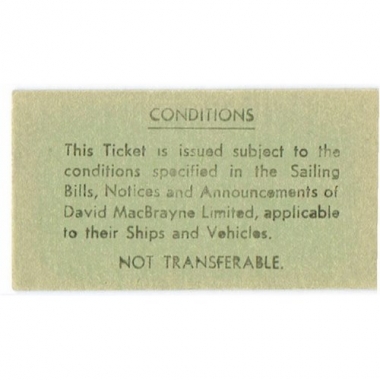 CONDITIONS
This Ticket is issued subject to the
conditions specified in the Sailing
Bills, Notices and Announcements of
David MacBrayne Limited, applicable
to their Ships and Vehicles.
NOT TRANSFERABLE.